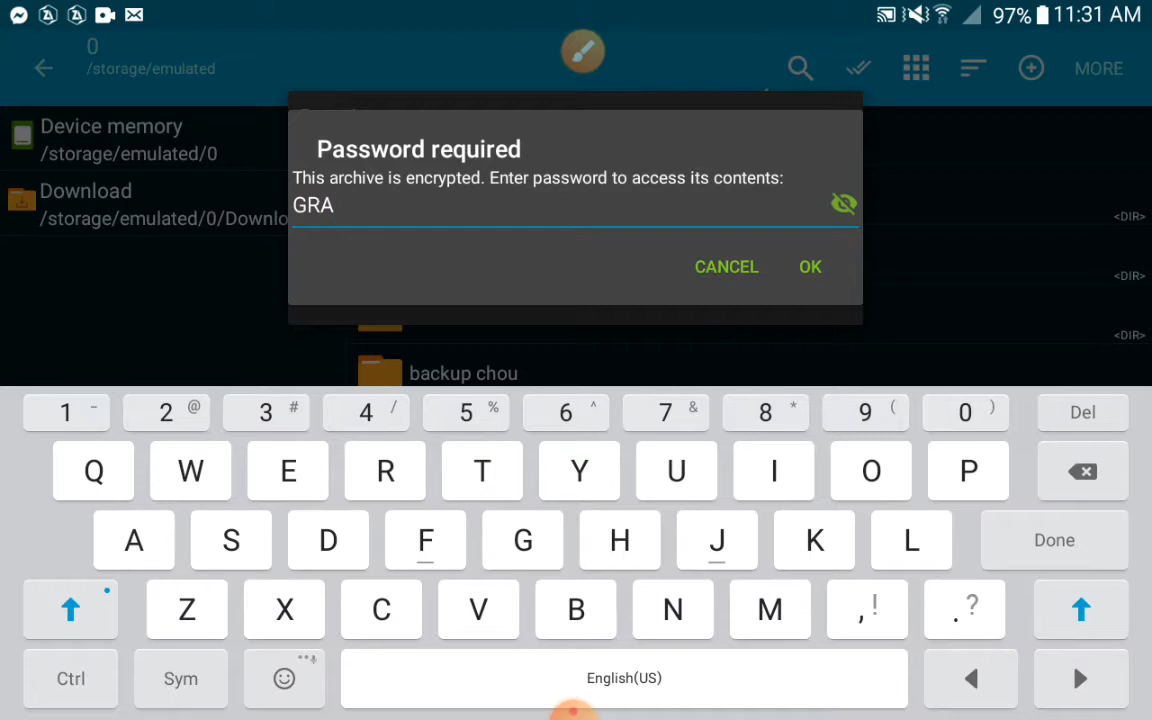 97% 11:31 AM
0
/storage/emulated
MORE
Device memory
/storage/emulated/0
Download
/storage/emulated/0/Downlo
Password required
This archive is encrypted. Enter password to access its contents:
GRA
CANCEL OK
<DIR>
<DIR>
<DIR>
backup chou
1 - 2 @ 3 # 4 / 5 % 6 ^ 7 & 8 * 9 ( 0 ) Del
Q W E R T Y U I O P
A S D F G H J K L Done
Z X C V B N M , ! . ?
Ctrl Sym English(US)